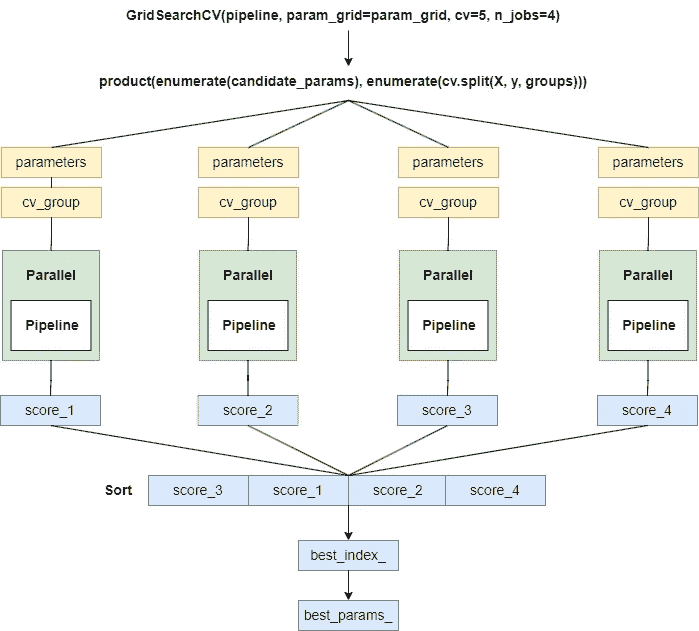 GridSearchCV(pipeline, param_grid=param_grid, cv=5, n_jobs=4)
product(enumerate(candidate_params), enumerate(cv.split(X, y, groups)))
parameters parameters parameters parameters
cv_group cv_group cv_group cv_group
Parallel Parallel Parallel Parallel
Pipeline Pipeline Pipeline Pipeline
score_1 score_2 score_3 score_4
Sort score_3 score_1 score_2 score_4
best_index_
best_params_